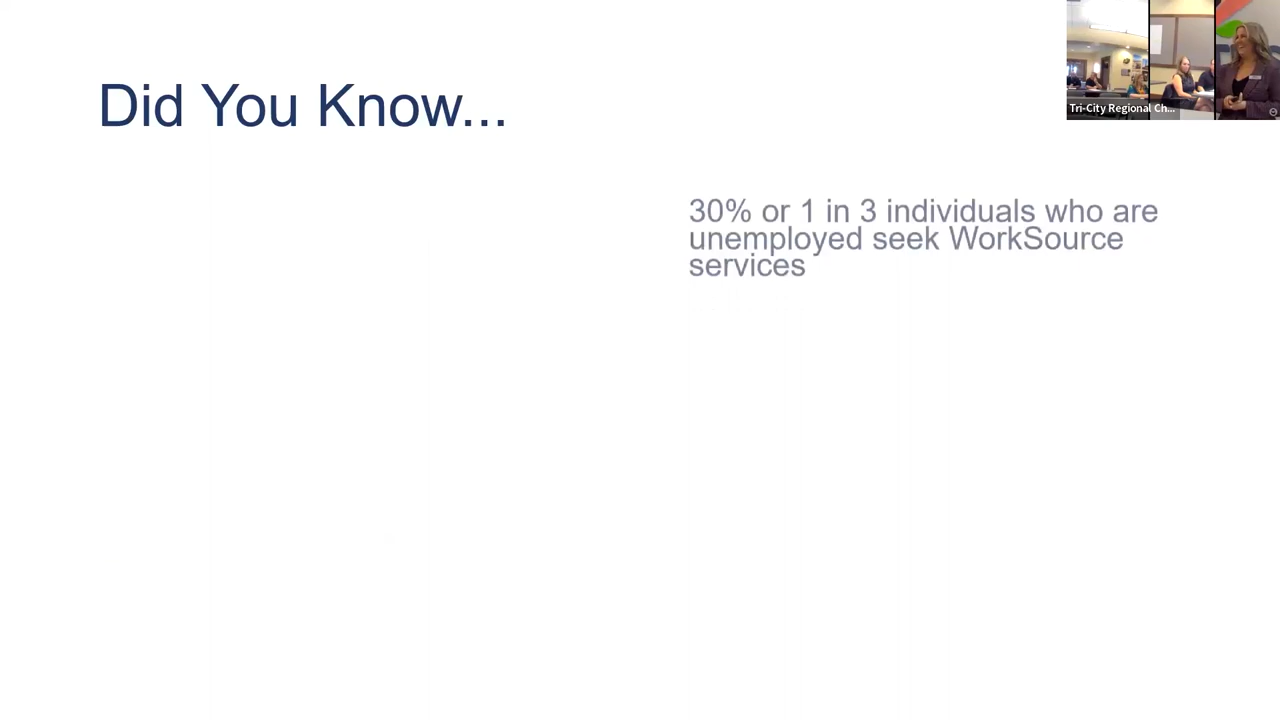 Tri-City Regional Ch...
Did You Know...
30% or 1 in 3 individuals who are
unemployed seek WorkSource
services